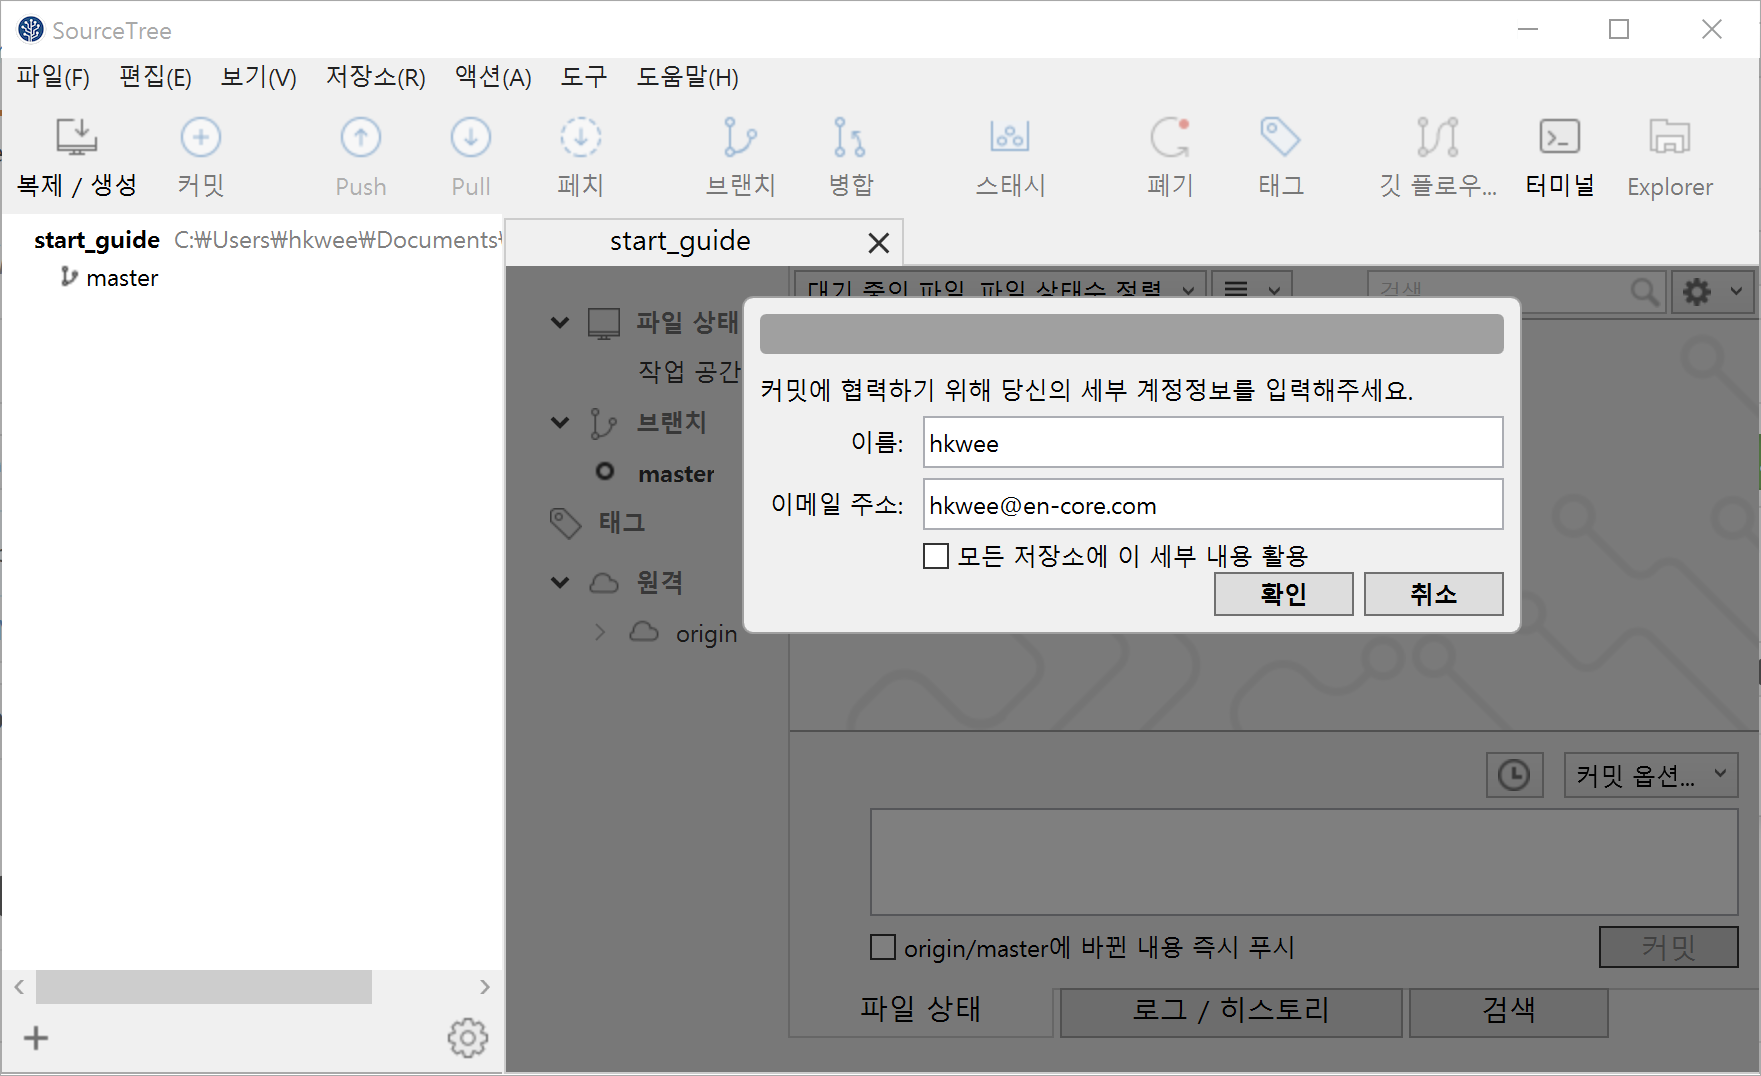 SourceTree
파일(F) 편집(E) 보기(V) 저장소(R) 액션(A) 도구 도움말(H)
복제 / 생성 커밋 Push Pull 페치 브랜치 병합 스태시 폐기 태그 깃 플로우... 터미널 Explorer
start_guide C:₩Users₩hkwee₩Documents₩
master
start_guide
대기 중인 파일, 파일 상태순 정렬
검색
파일 상태
작업 공간
브랜치
master
태그
원격
origin
커밋에 협력하기 위해 당신의 세부 계정정보를 입력해주세요.
이름: hkwee
이메일 주소: hkwee@en-core.com
모든 저장소에 이 세부 내용 활용
확인 취소
커밋 옵션...
origin/master에 바뀐 내용 즉시 푸시
커밋
파일 상태 로그 / 히스토리 검색